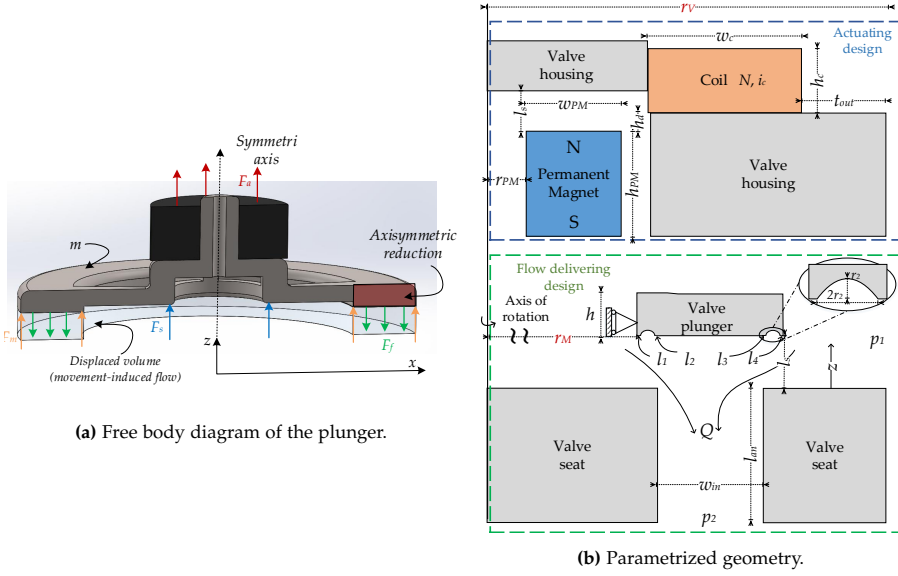 Symmetri
axis
F_a
m
Axisymmetric
reduction
F_m
F_s
F_f
z
x
Displaced volume
(movement-induced flow)
(a) Free body diagram of the plunger.
r_V
Actuating
design
w_c
Valve
housing
Coil N, i_c
h_c
t_out
l_s
w_PM
h_d
N
Permanent
Magnet
S
r_PM
h_PM
Valve
housing
Flow delivering
design
r_2
2r_2
Axis of
rotation
h
Valve
plunger
p_1
r_M
l_1 l_2 l_3 l_4
l_s
z
Q
Valve
seat
l_an
w_in
Valve
seat
p_2
(b) Parametrized geometry.